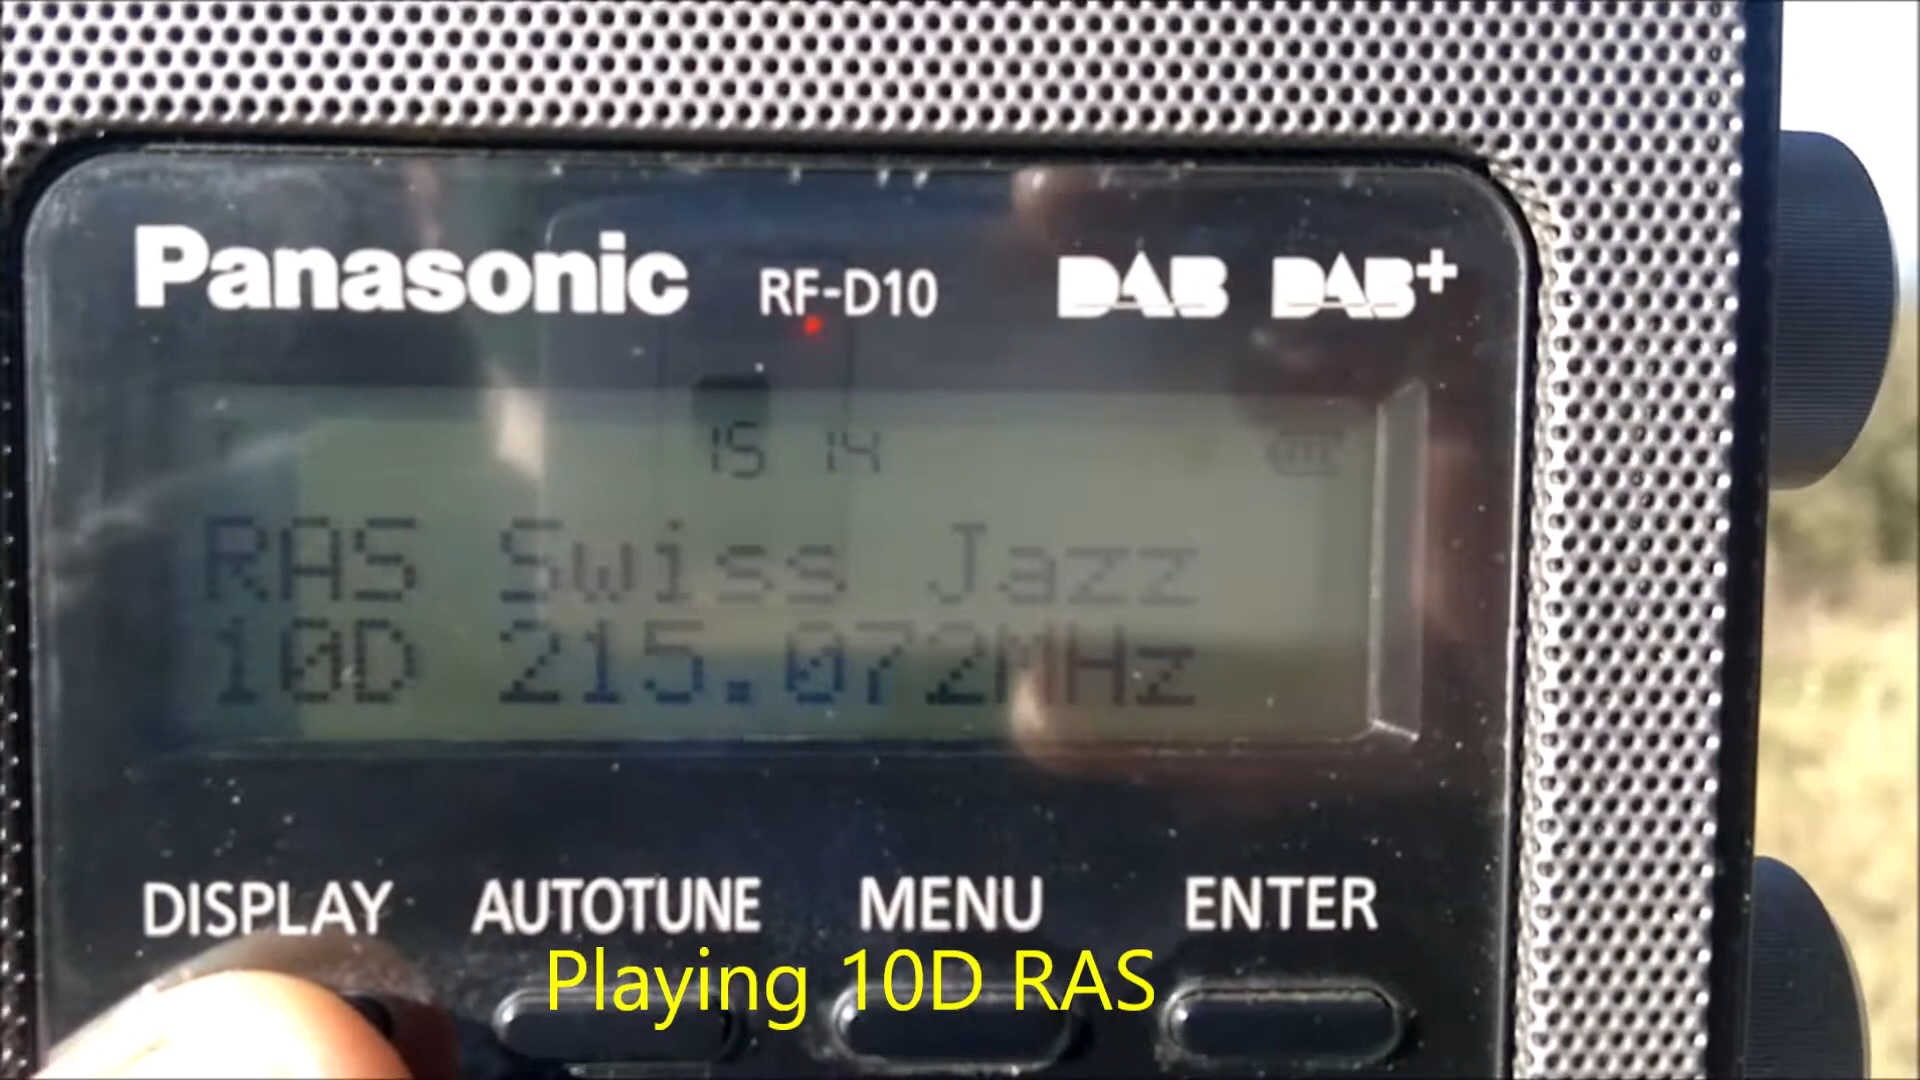 Panasonic RF-D10 DAB DAB+
15 14
RAS Swiss Jazz
10D 215.072MHz
DISPLAY AUTOTUNE MENU ENTER
Playing 10D RAS